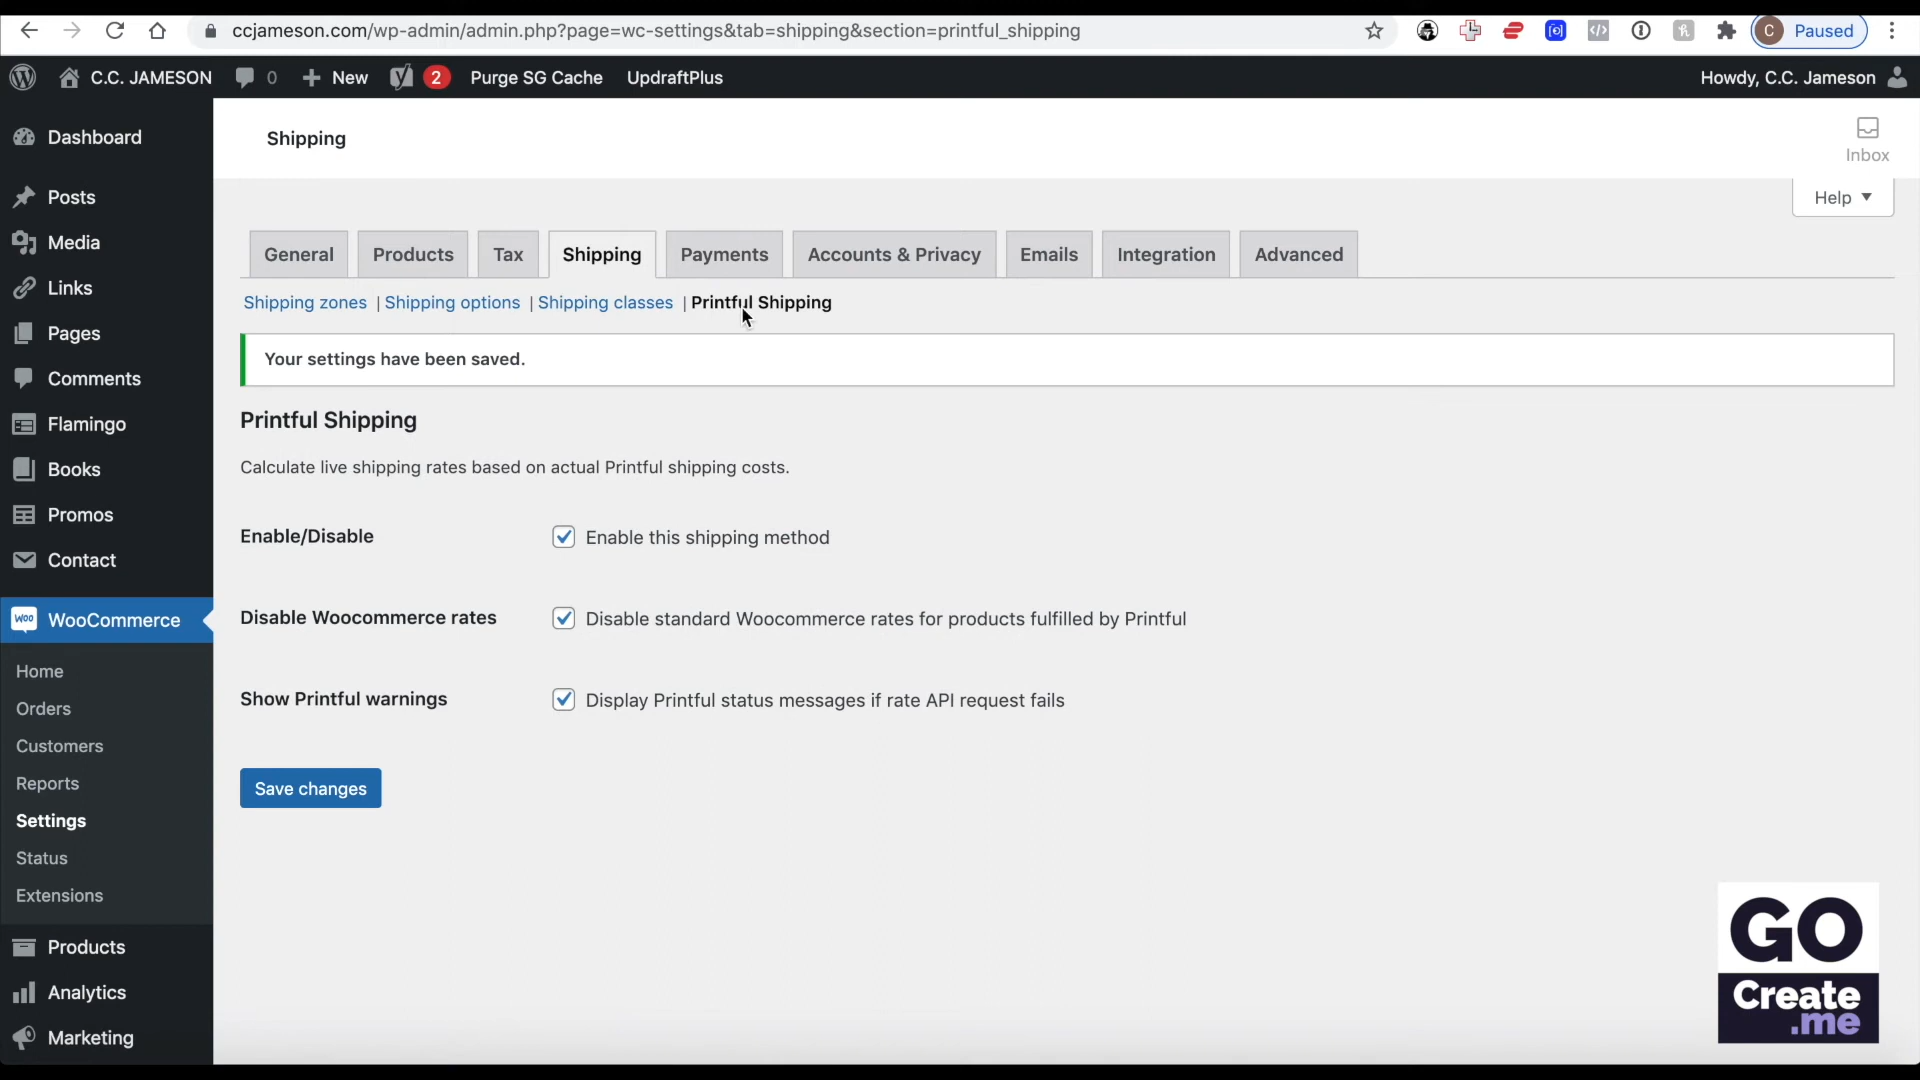 ccjameson.com/wp-admin/admin.php?page=wc-settings&tab=shipping&section=printful_shipping
C Paused
C.C. JAMESON 0 New 2 Purge SG Cache UpdraftPlus Howdy, C.C. Jameson
Dashboard
Posts
Media
Links
Pages
Comments
Flamingo
Books
Promos
Contact
WOO WooCommerce
Home
Orders
Customers
Reports
Settings
Status
Extensions
Products
Analytics
Marketing
Shipping
Inbox
Help
General Products Tax Shipping Payments Accounts & Privacy Emails Integration Advanced
Shipping zones | Shipping options | Shipping classes | Printful Shipping
Your settings have been saved.
Printful Shipping
Calculate live shipping rates based on actual Printful shipping costs.
Enable/Disable Enable this shipping method
Disable Woocommerce rates Disable standard Woocommerce rates for products fulfilled by Printful
Show Printful warnings Display Printful status messages if rate API request fails
Save changes
GO
Create
.me